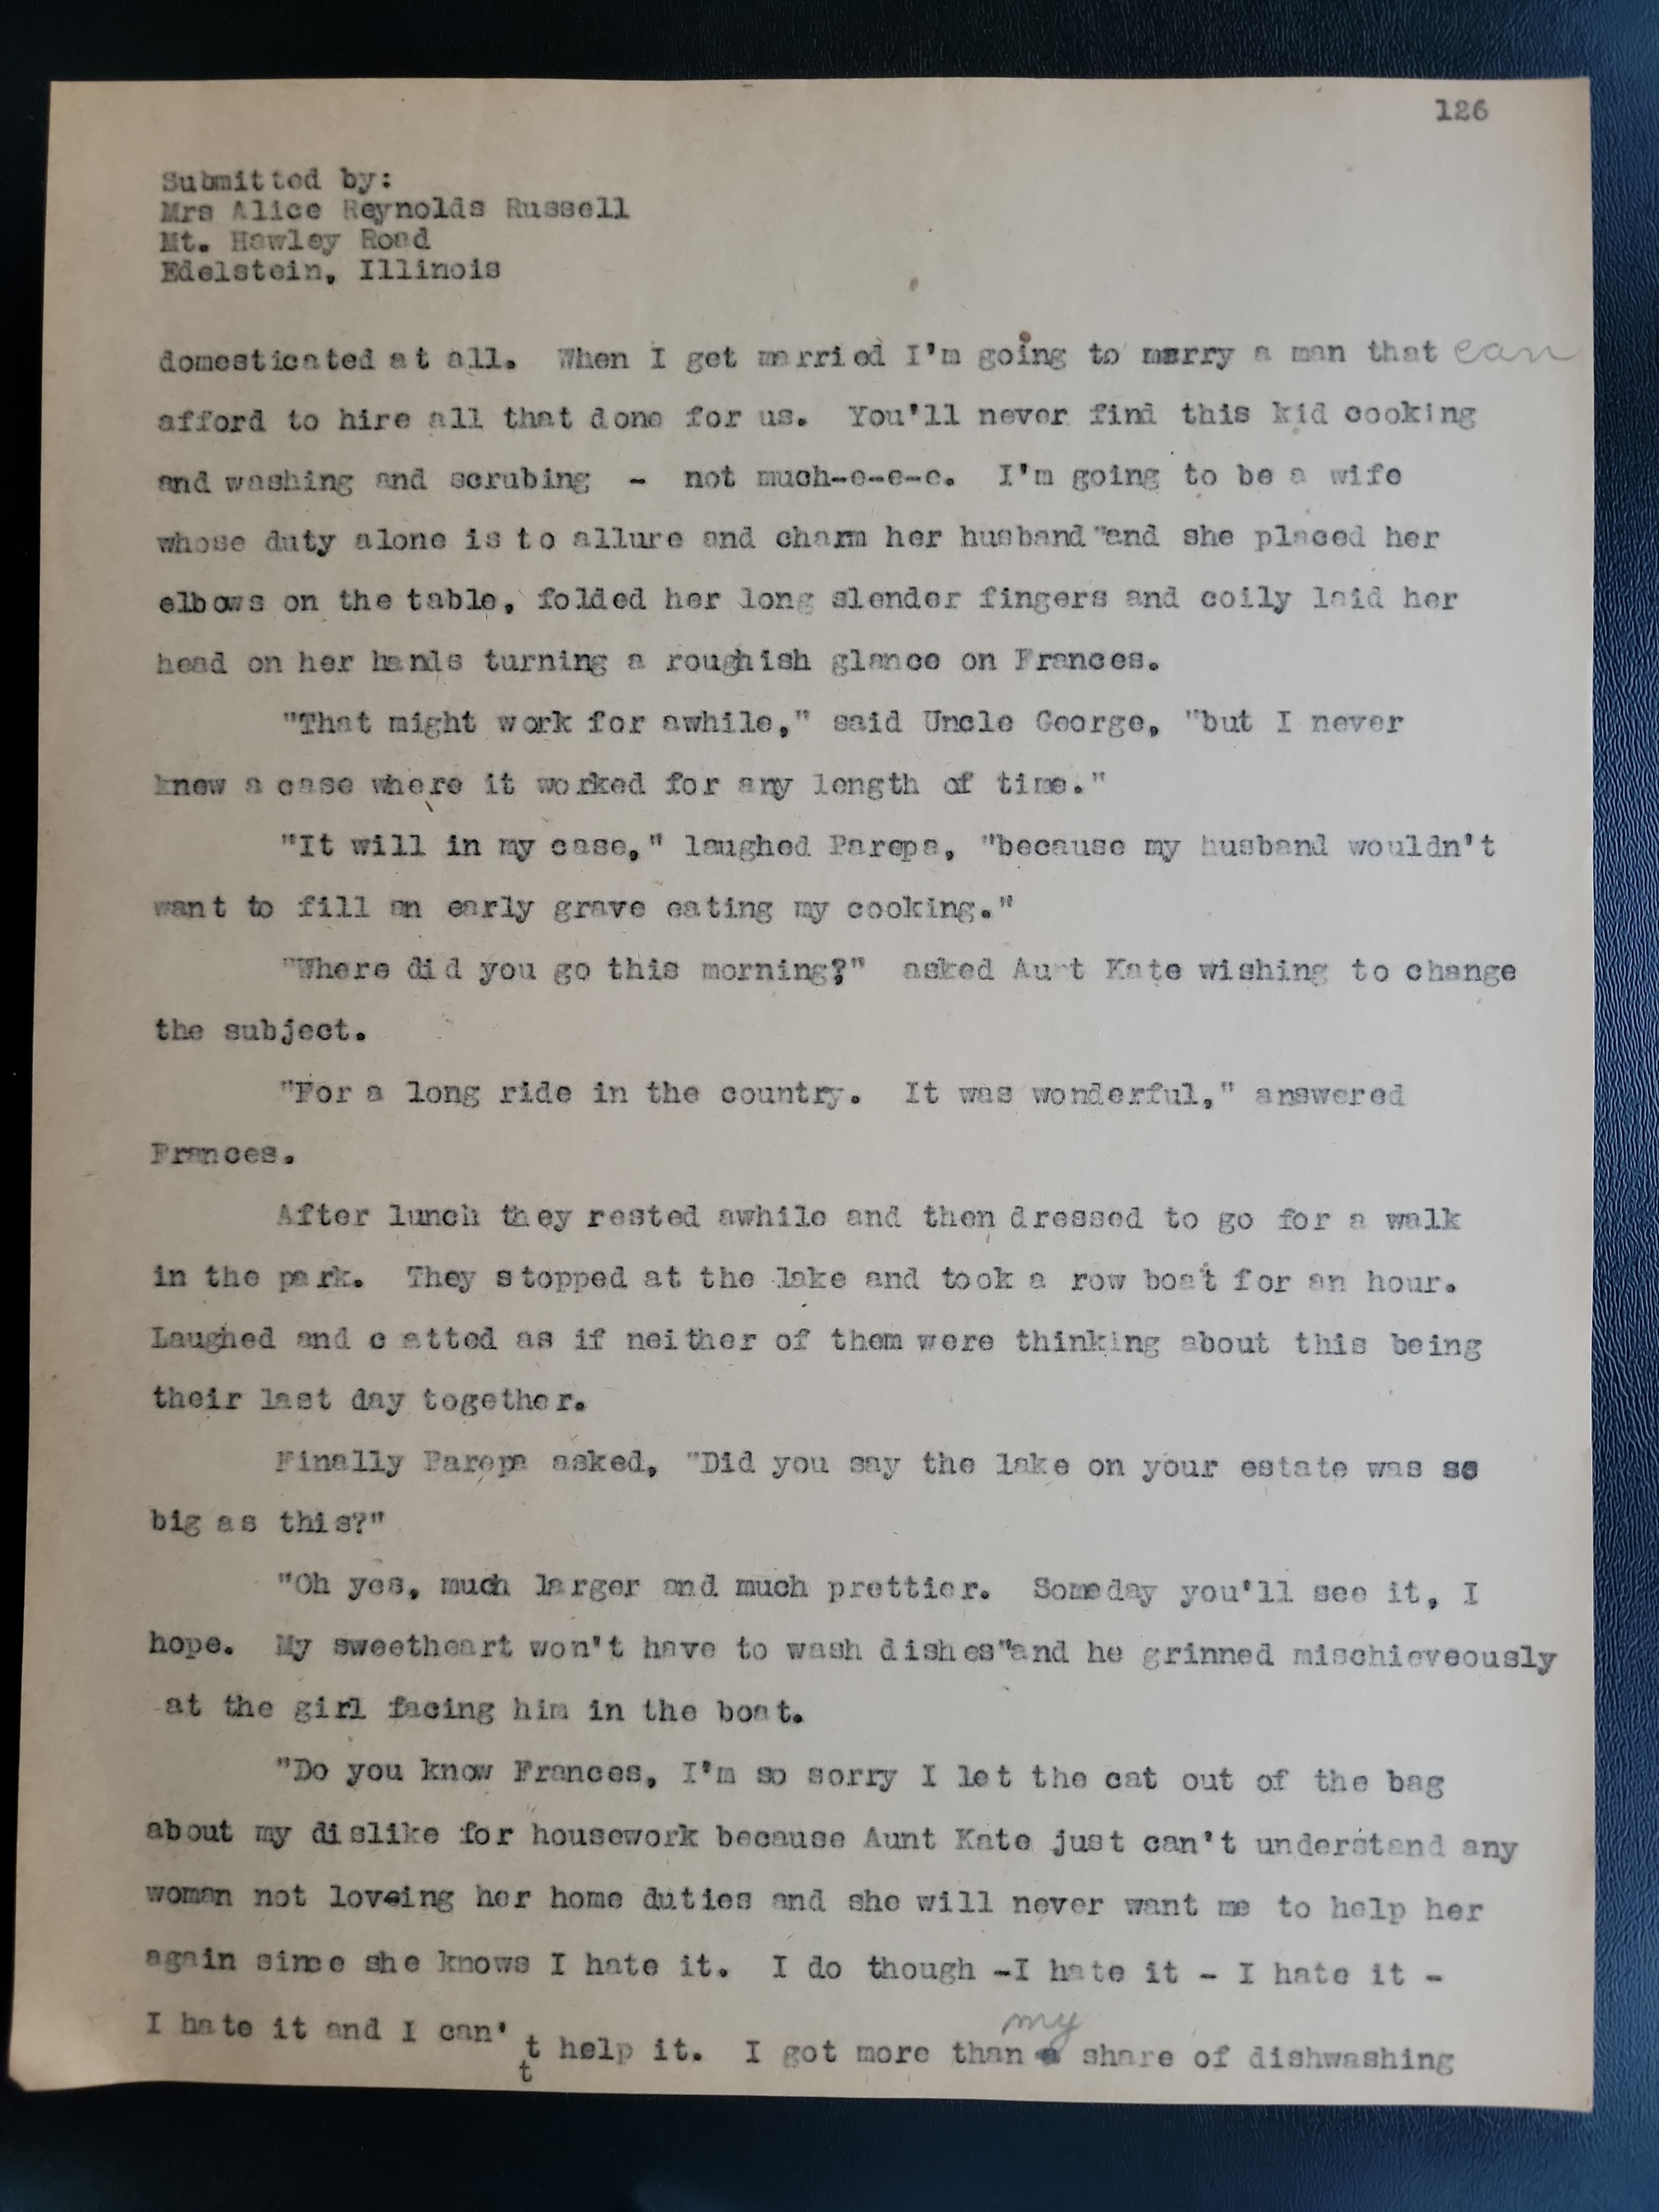 126
Submitted by:
Mrs Alice Reynolds Russell
Mt. Hawley Road
Edelstein, Illinois
domesticated at all. When I get married I'm going to marry a man that can
afford to hire all that done for us. You'll never find this kid cooking
and washing and scrubing - not much-e-e-e. I'm going to be a wife
whose duty alone is to allure and charm her husband"and she placed her
elbows on the table, folded her long slender fingers and coily laid her
head on her hands turning a roughish glance on Frances.
"That might work for awhile," said Uncle George, "but I never
knew a case where it worked for any length of time."
"It will in my case," laughed Parepa, "because my husband wouldn't
want to fill an early grave eating my cooking."
"Where did you go this morning?" asked Aunt Kate wishing to change
the subject.
"For a long ride in the country. It was wonderful," answered
Frances.
After lunch they rested awhile and then dressed to go for a walk
in the park. They stopped at the lake and took a row boat for an hour.
Laughed and c atted as if neither of them were thinking about this being
their last day together.
Finally Parepa asked, "Did you say the lake on your estate was as
big as this?"
"Oh yes, much larger and much prettier. Someday you'll see it, I
hope. My sweetheart won't have to wash dishes"and he grinned mischieveously
at the girl facing him in the boat.
"Do you know Frances, I'm so sorry I let the cat out of the bag
about my dislike for housework because Aunt Kate just can't understand any
woman not loveing her home duties and she will never want me to help her
again since she knows I hate it. I do though -I hate it - I hate it -
I hate it and I can't help it. I got more than my share of dishwashing